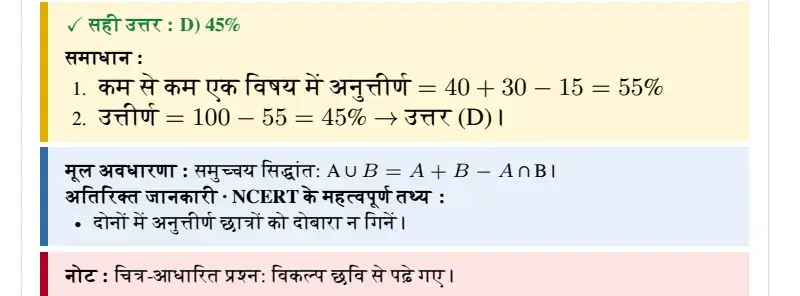 ✓ सही उत्तर : D) 45%
समाधान :
1. कम से कम एक विषय में अनुत्तीर्ण = 40 + 30 − 15 = 55%
2. उत्तीर्ण = 100 − 55 = 45% → उत्तर (D)।
मूल अवधारणा : समुच्चय सिद्धांत: A ∪ B = A + B − A ∩ B।
अतिरिक्त जानकारी · NCERT के महत्वपूर्ण तथ्य :
• दोनों में अनुत्तीर्ण छात्रों को दोबारा न गिनें।
नोट : चित्र-आधारित प्रश्न: विकल्प छवि से पढ़े गए।